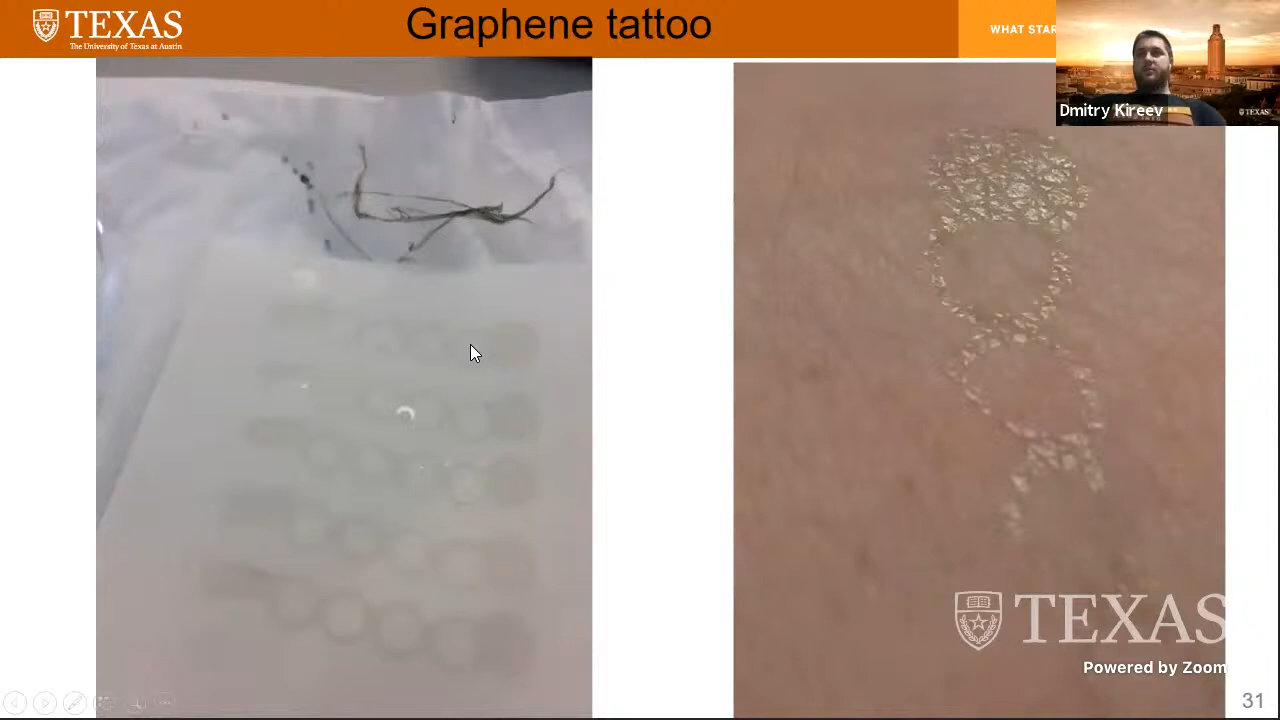 TEXAS
The University of Texas at Austin
Graphene tattoo
WHAT STAR
Dmitry Kireev
TEXAS
TEXAS
Powered by Zoom
31